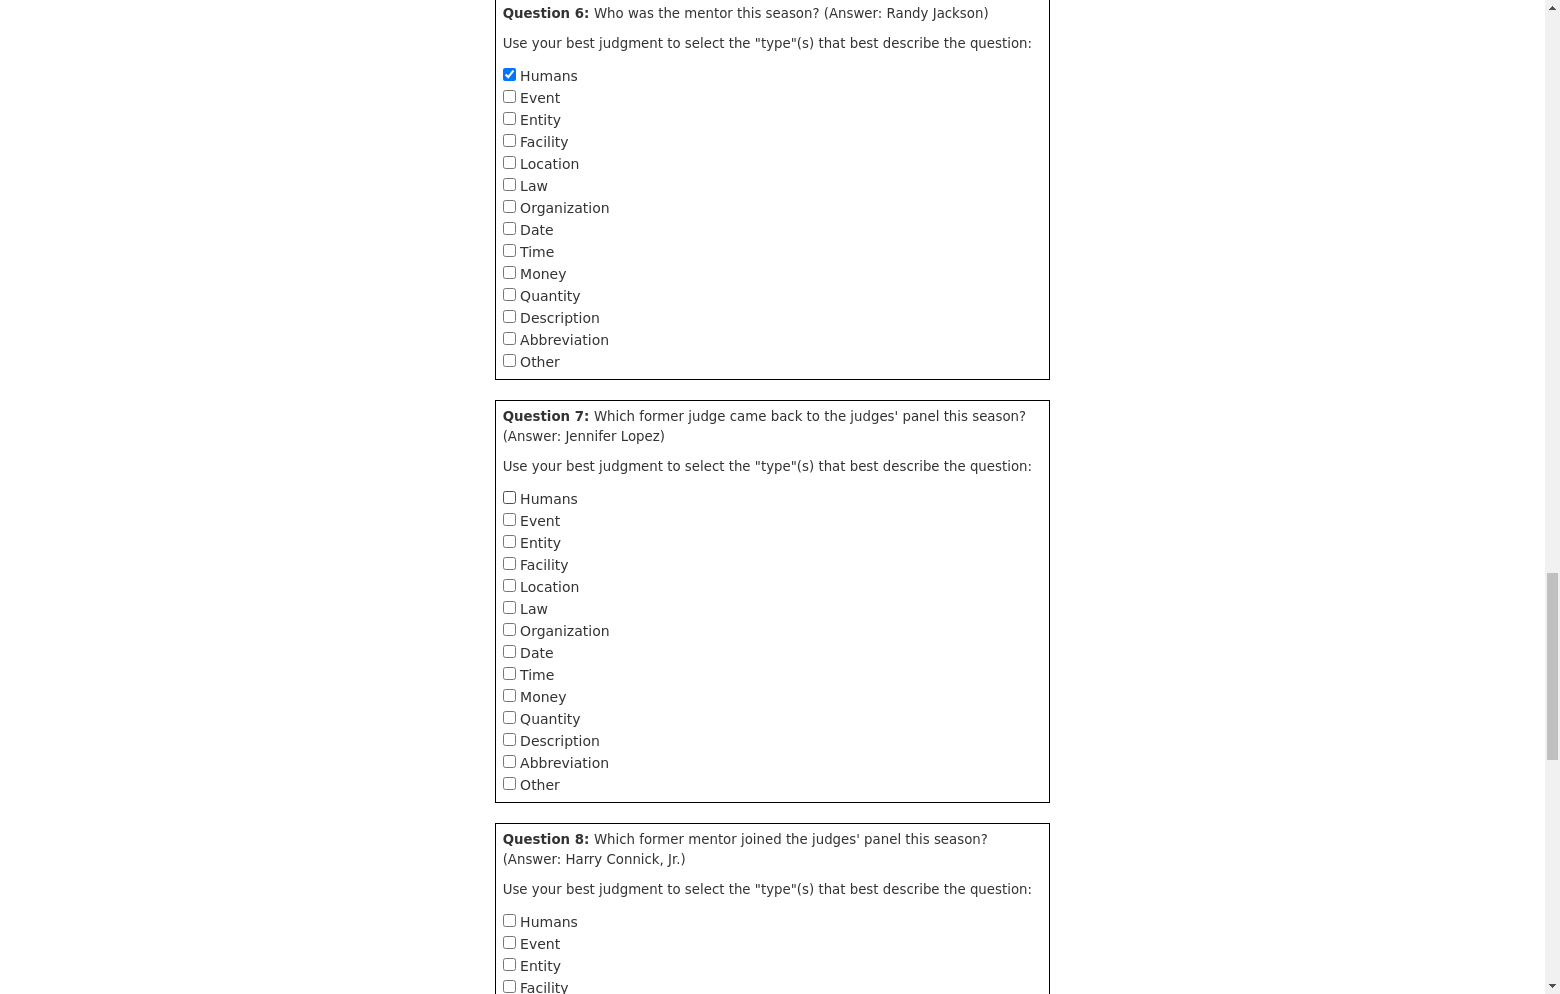 Question 6: Who was the mentor this season? (Answer: Randy Jackson)
Use your best judgment to select the "type"(s) that best describe the question:
Humans
Event
Entity
Facility
Location
Law
Organization
Date
Time
Money
Quantity
Description
Abbreviation
Other
Question 7: Which former judge came back to the judges' panel this season?
(Answer: Jennifer Lopez)
Use your best judgment to select the "type"(s) that best describe the question:
Humans
Event
Entity
Facility
Location
Law
Organization
Date
Time
Money
Quantity
Description
Abbreviation
Other
Question 8: Which former mentor joined the judges' panel this season?
(Answer: Harry Connick, Jr.)
Use your best judgment to select the "type"(s) that best describe the question:
Humans
Event
Entity
Facility